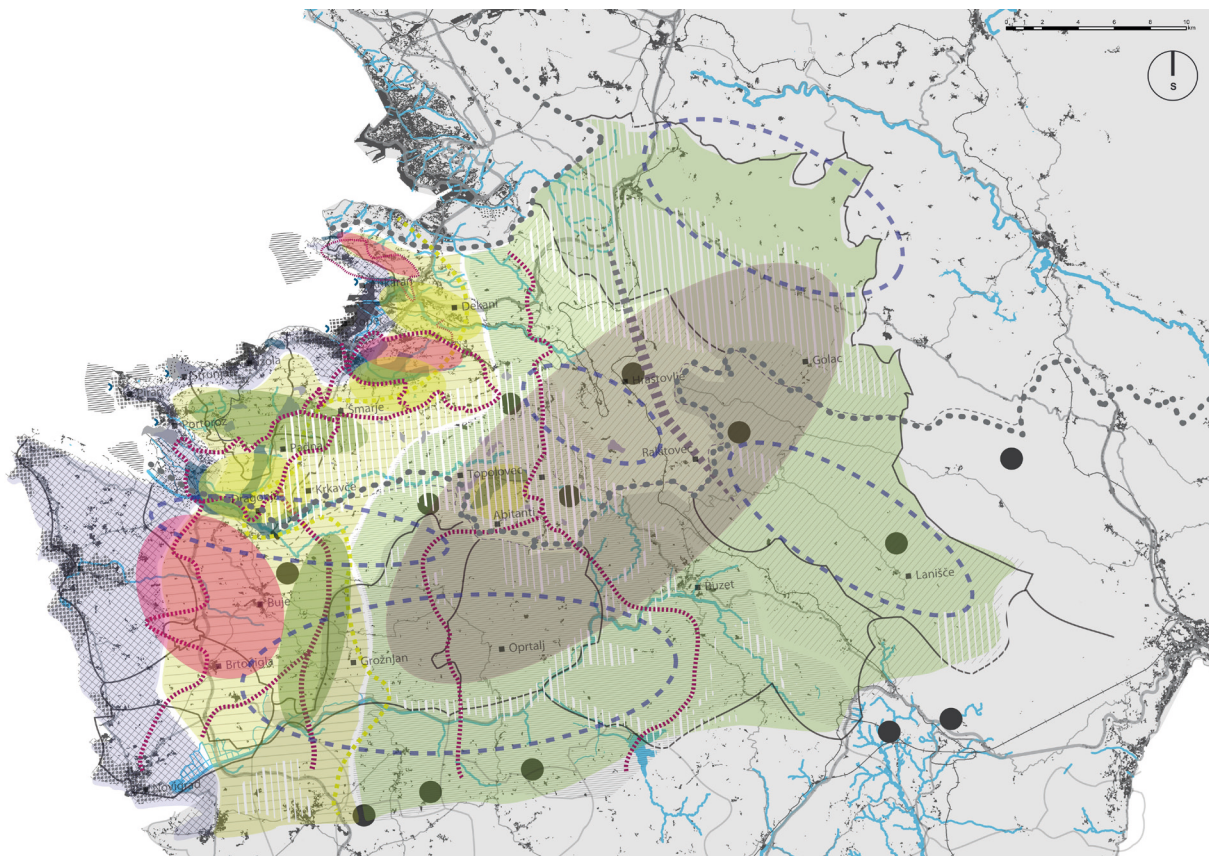 0 1 2 4 6 8 10
km
S
Ankaran
Dekani
Golac
Hrastovlje
Šmarje
Portorož
Padna
Rakitovec
Topolovec
Krkavče
Dragonja
Abitanti
Lanišče
Buzet
Buje
Oprtalj
Grožnjan
Brtonigla
Novigrad